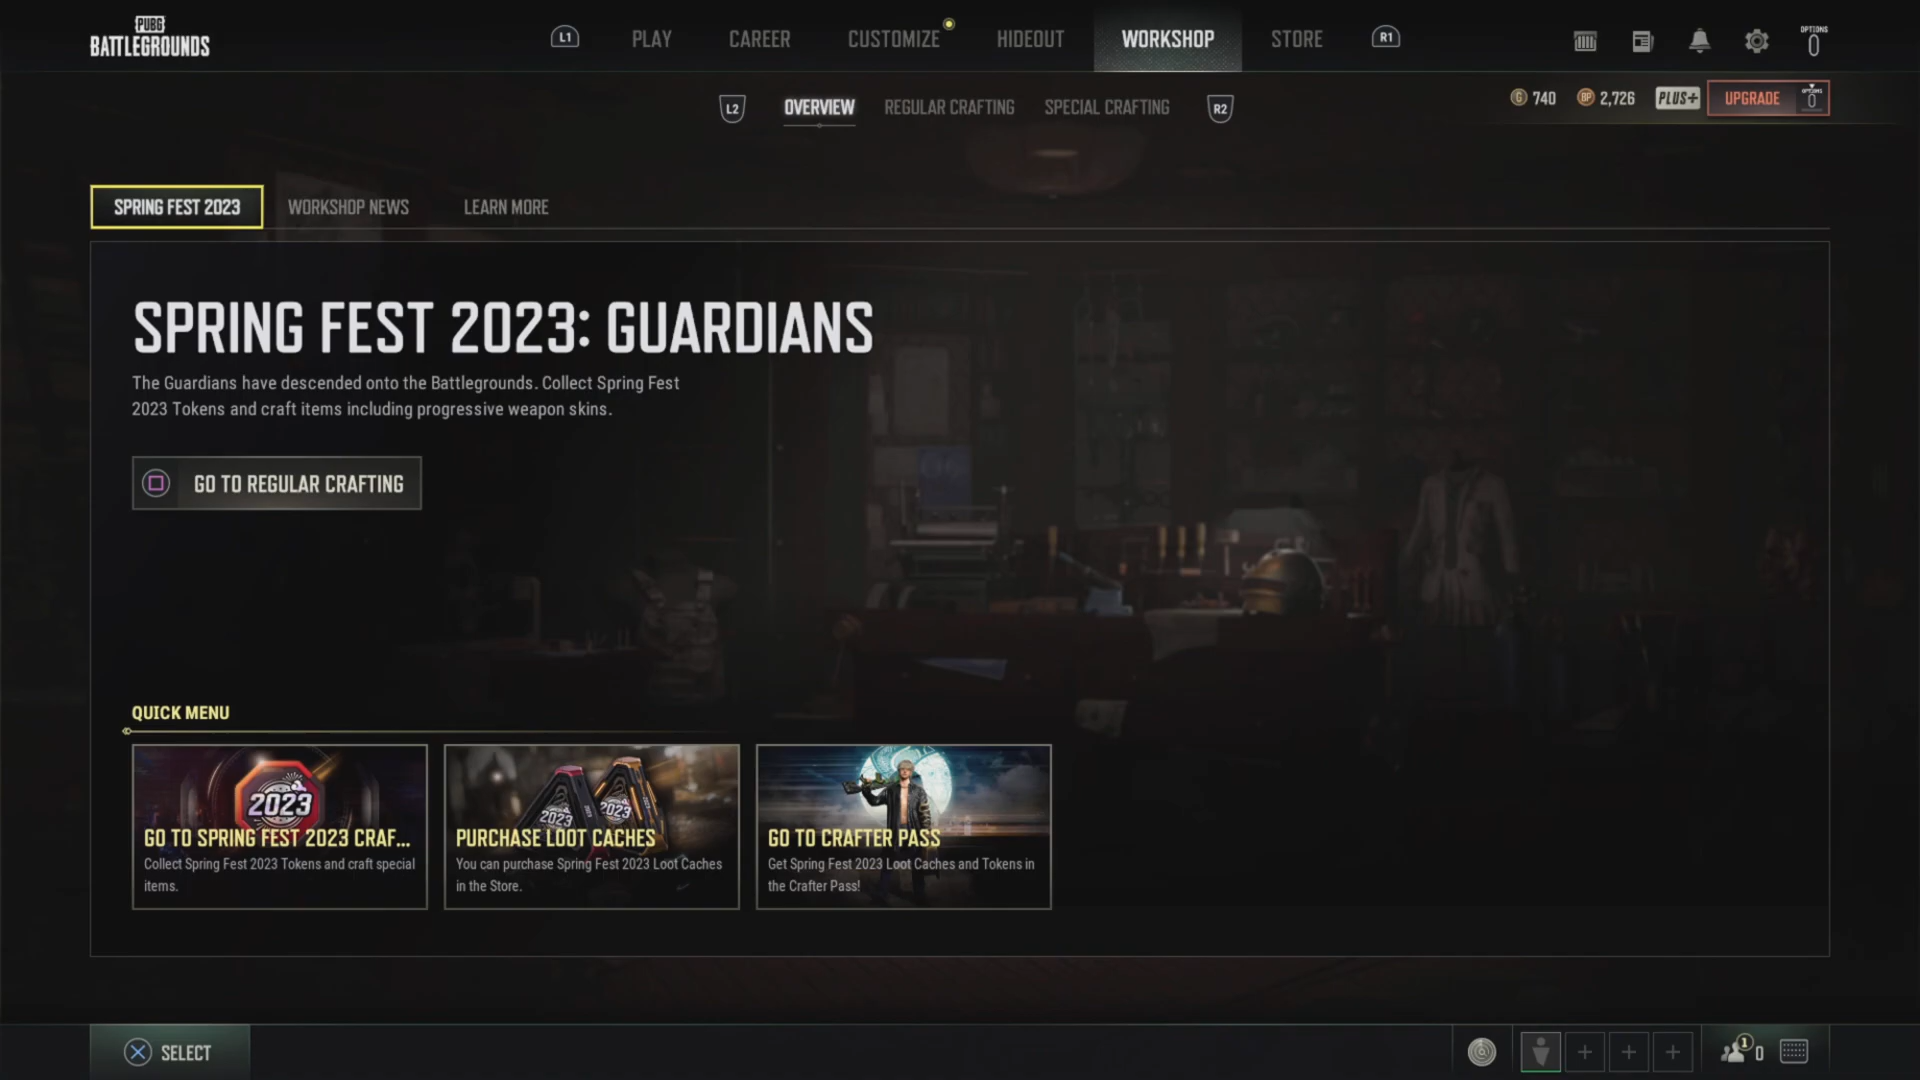 PUBG
BATTLEGROUNDS
L1
PLAY
CAREER
CUSTOMIZE
HIDEOUT
WORKSHOP
STORE
R1
OPTIONS
L2
OVERVIEW
REGULAR CRAFTING
SPECIAL CRAFTING
R2
G 740
BP 2,726
PLUS+
UPGRADE
OPTIONS
SPRING FEST 2023
WORKSHOP NEWS
LEARN MORE
SPRING FEST 2023: GUARDIANS
The Guardians have descended onto the Battlegrounds. Collect Spring Fest
2023 Tokens and craft items including progressive weapon skins.
GO TO REGULAR CRAFTING
QUICK MENU
2023
GO TO SPRING FEST 2023 CRAF...
Collect Spring Fest 2023 Tokens and craft special
items.
2023
2023
PURCHASE LOOT CACHES
You can purchase Spring Fest 2023 Loot Caches
in the Store.
GO TO CRAFTER PASS
Get Spring Fest 2023 Loot Caches and Tokens in
the Crafter Pass!
SELECT
1
0